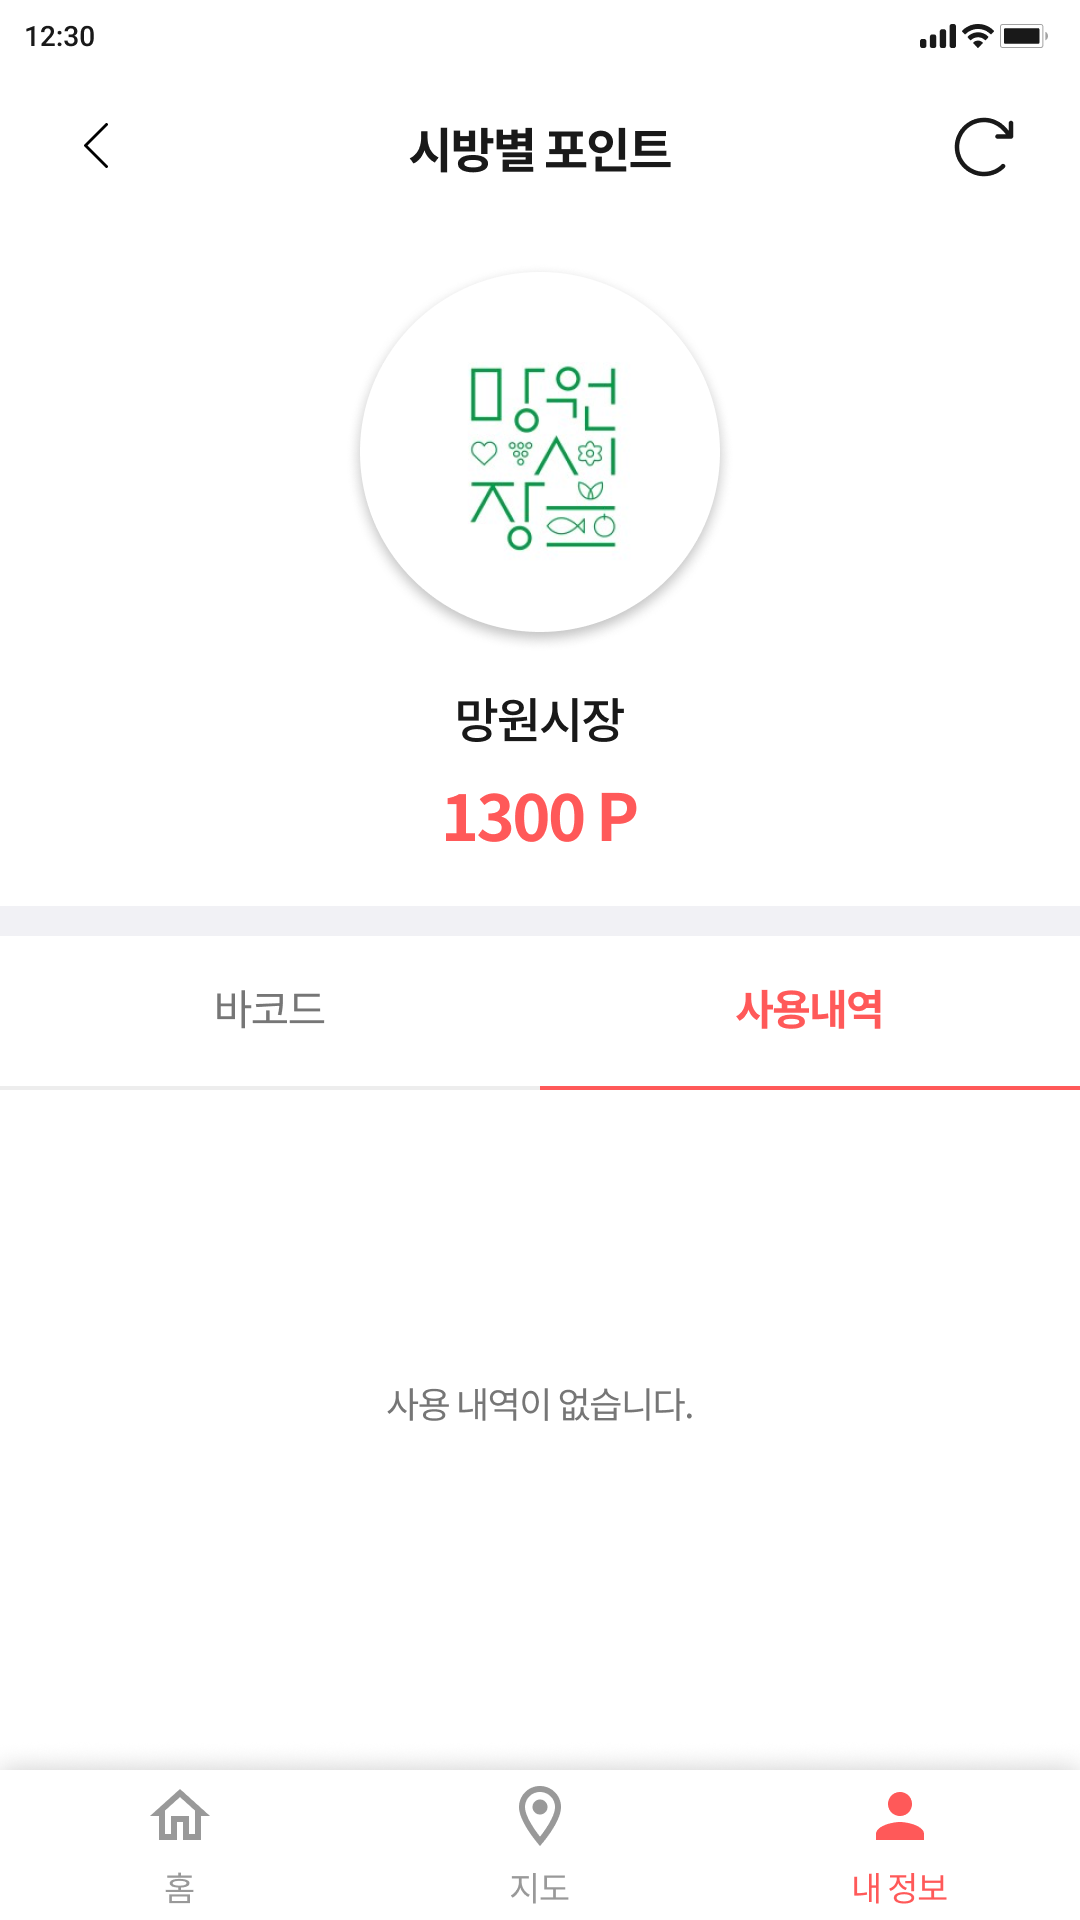 12:30
시방별 포인트
망원
시
장
망원시장
1300 P
바코드
사용내역
사용 내역이 없습니다.
홈
지도
내 정보